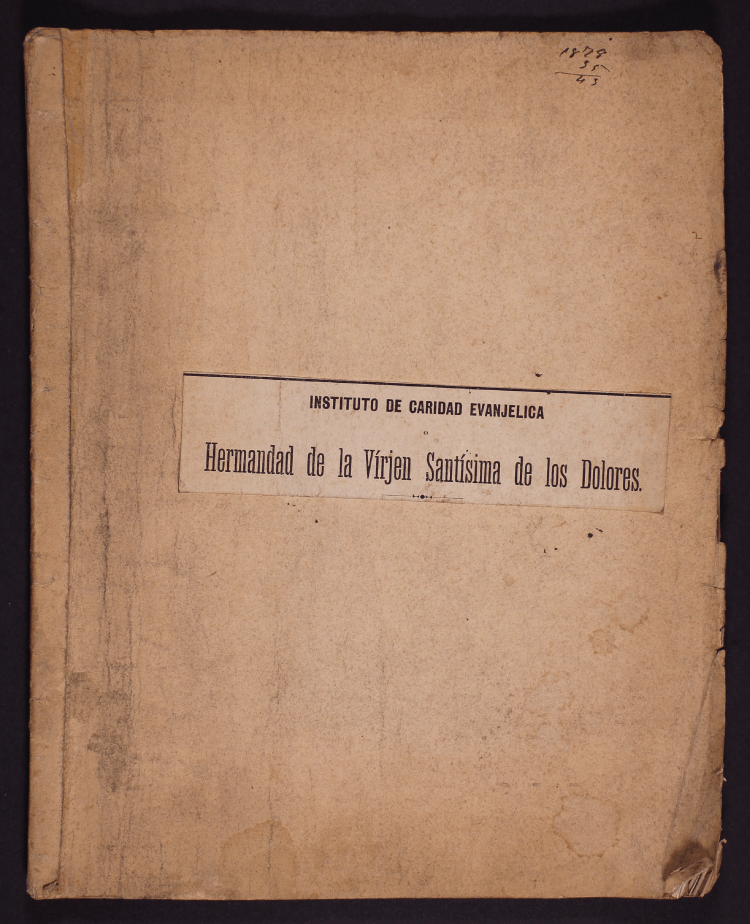 1878
35
43
INSTITUTO DE CARIDAD EVANJELICA
o
Hermandad de la Vírjen Santísima de los Dolores.